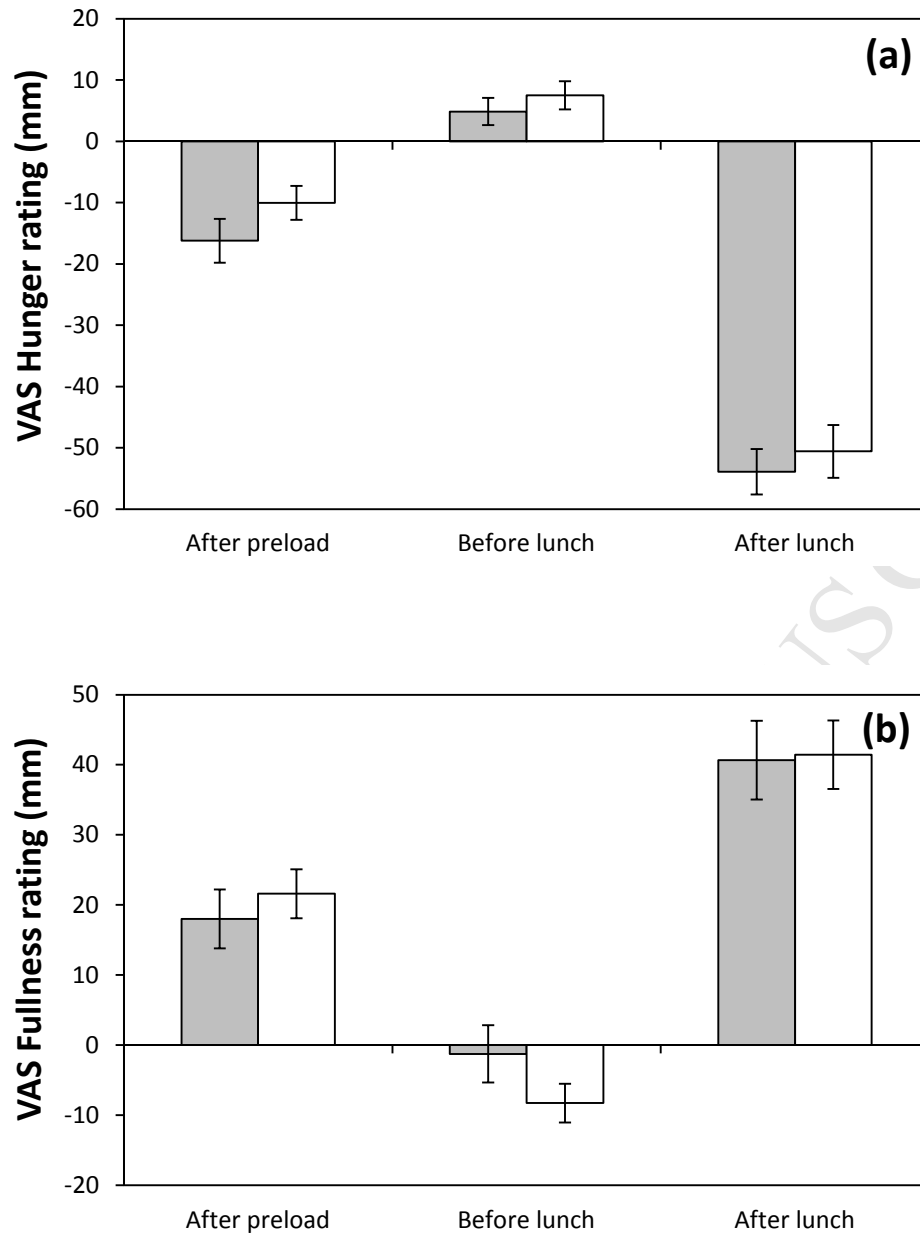 (a)
VAS Hunger rating (mm)
20
10
0
-10
-20
-30
-40
-50
-60
After preload Before lunch After lunch
(b)
VAS Fullness rating (mm)
50
40
30
20
10
0
-10
-20
After preload Before lunch After lunch